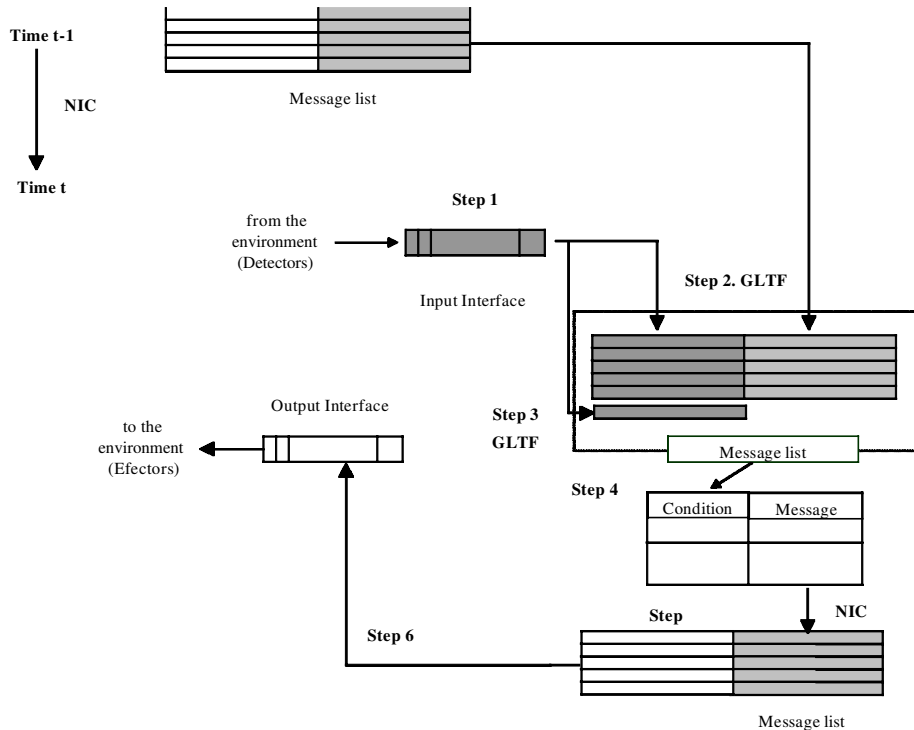 Time t-1
Message list
NIC
Time t
Step 1
from the
environment
(Detectors)
Step 2. GLTF
Input Interface
Output Interface
Step 3
GLTF
to the
environment
(Efectors)
Message list
Step 4
Condition Message
Step
NIC
Step 6
Message list